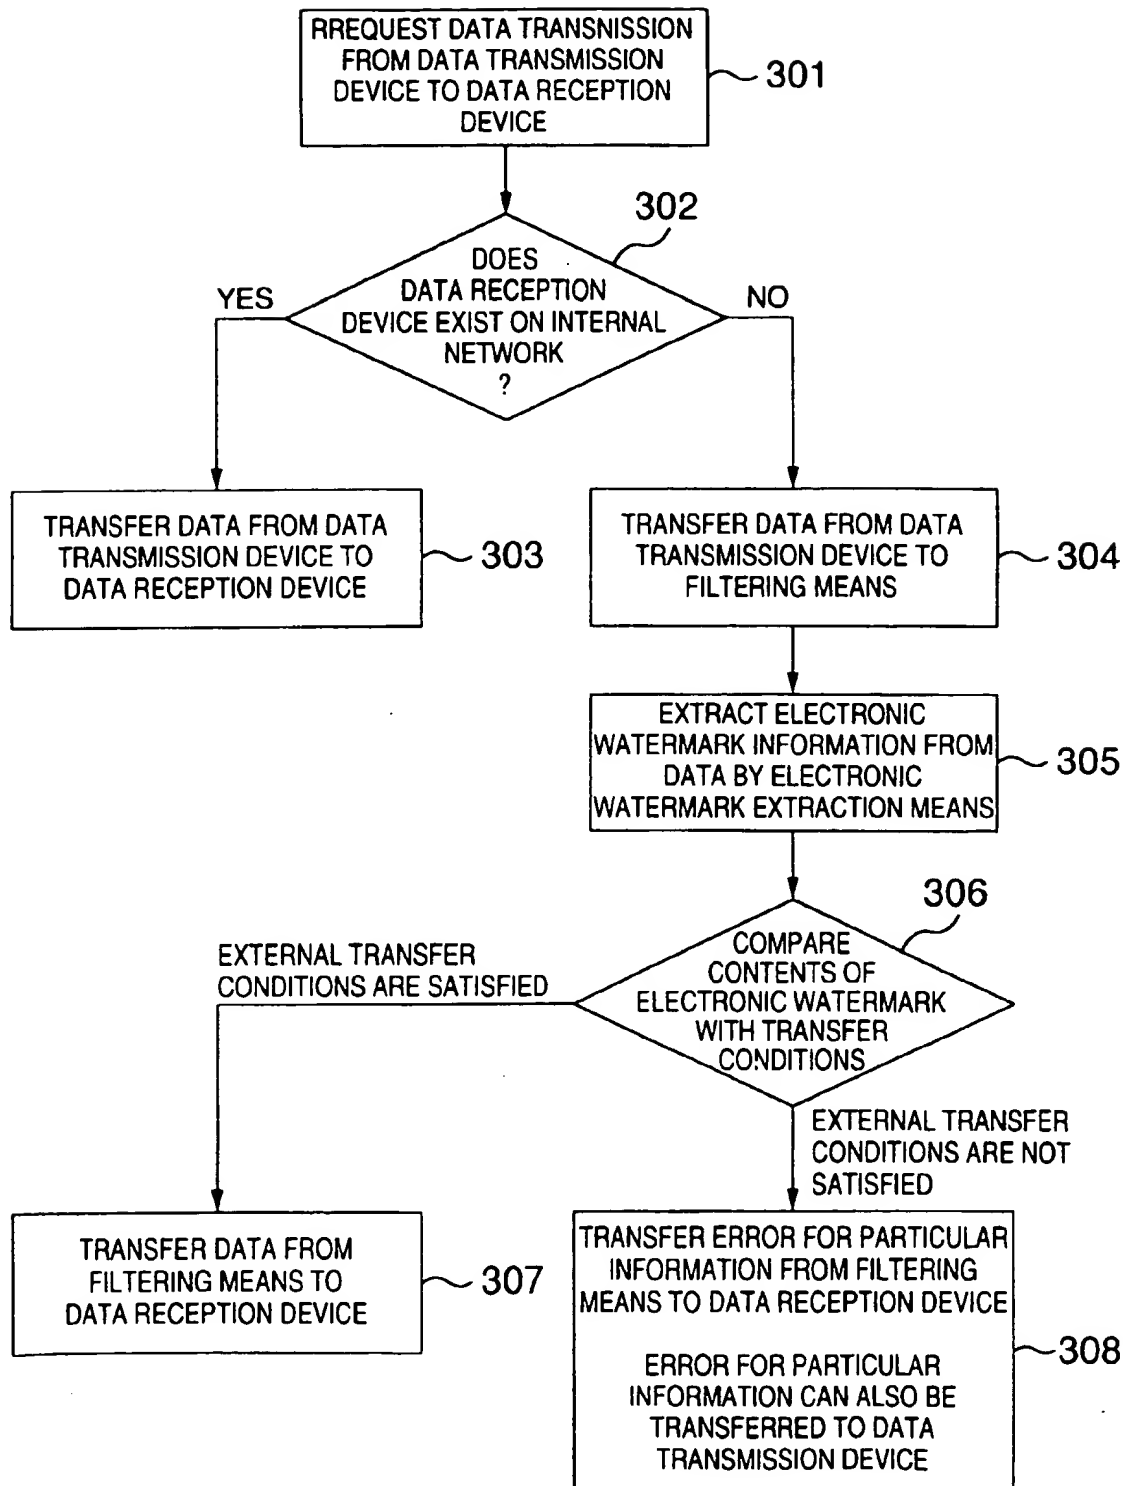 RREQUEST DATA TRANSNISSION
FROM DATA TRANSMISSION
DEVICE TO DATA RECEPTION
DEVICE
301
302
DOES
DATA RECEPTION
DEVICE EXIST ON INTERNAL
NETWORK
?
YES
NO
TRANSFER DATA FROM DATA
TRANSMISSION DEVICE TO
DATA RECEPTION DEVICE
303
TRANSFER DATA FROM DATA
TRANSMISSION DEVICE TO
FILTERING MEANS
304
EXTRACT ELECTRONIC
WATERMARK INFORMATION FROM
DATA BY ELECTRONIC
WATERMARK EXTRACTION MEANS
305
306
COMPARE
CONTENTS OF
ELECTRONIC WATERMARK
WITH TRANSFER
CONDITIONS
EXTERNAL TRANSFER
CONDITIONS ARE SATISFIED
EXTERNAL TRANSFER
CONDITIONS ARE NOT
SATISFIED
TRANSFER DATA FROM
FILTERING MEANS TO
DATA RECEPTION DEVICE
307
TRANSFER ERROR FOR PARTICULAR
INFORMATION FROM FILTERING
MEANS TO DATA RECEPTION DEVICE
ERROR FOR PARTICULAR
INFORMATION CAN ALSO BE
TRANSFERRED TO DATA
TRANSMISSION DEVICE
308